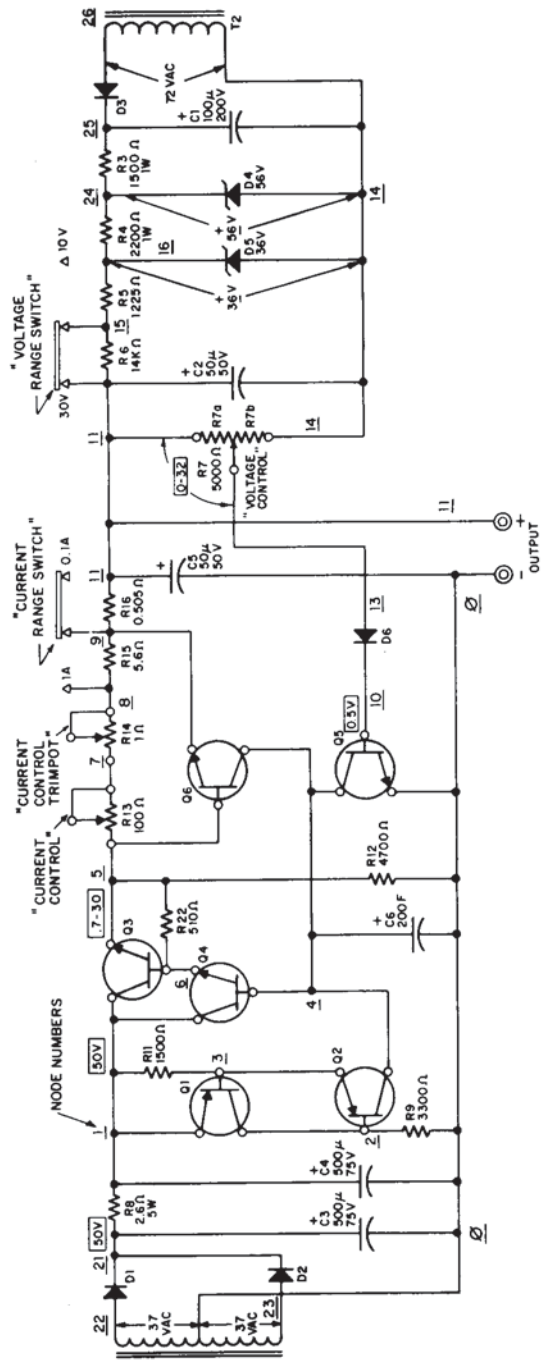 22
37 VAC
37 VAC
23
D1
D2
21
50V
R8
2.6Ω
5W
+ C3
500μ
75V
Ø
+ C4
500μ
75V
NODE NUMBERS
1
50V
R11
1500Ω
Q1
3
Q2
2
R9
3300Ω
.7-30
Q3
R22
510Ω
6
Q4
4
+ C6
200F
5
R12
4700Ω
"CURRENT CONTROL"
R13
100Ω
7
"CURRENT CONTROL TRIMPOT"
R14
1Ω
8
1A
R15
5.6Ω
9
"CURRENT RANGE SWITCH"
0.1A
R16
0.505Ω
11
Q6
Q5
0.5V
10
D6
13
+ C5
50μ
50V
Ø
- OUTPUT +
11
11
0-32
R7
5000Ω
"VOLTAGE CONTROL"
R7a
R7b
14
"VOLTAGE RANGE SWITCH"
30V
10V
R6
14KΩ
15
R5
1225Ω
C2
50μ
50V
16
+
36V
D5
36V
R4
2200Ω
1W
24
+
56V
D4
56V
14
R3
1500Ω
1W
25
+ C1
100μ
200V
D3
72 VAC
26
T2